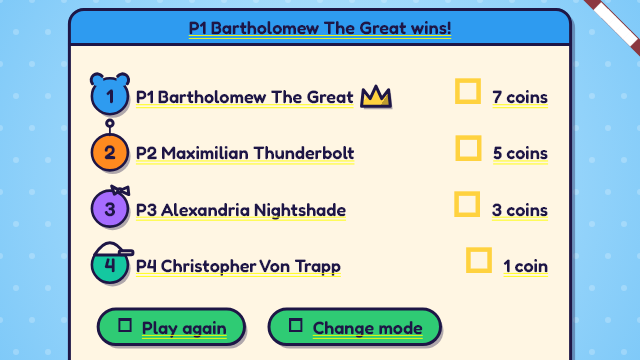 P1 Bartholomew The Great wins!
1 P1 Bartholomew The Great 7 coins
2 P2 Maximilian Thunderbolt 5 coins
3 P3 Alexandria Nightshade 3 coins
4 P4 Christopher Von Trapp 1 coin
Play again Change mode